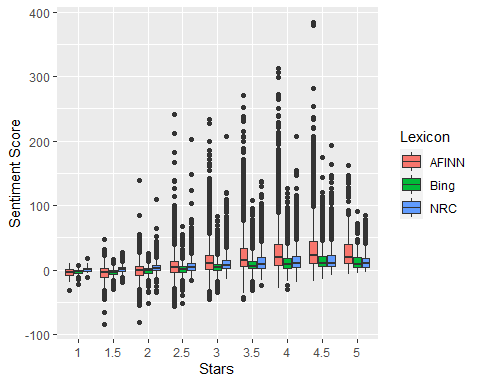 400
300
200
100
0
-100
Sentiment Score
1 1.5 2 2.5 3 3.5 4 4.5 5
Stars
Lexicon
AFINN
Bing
NRC